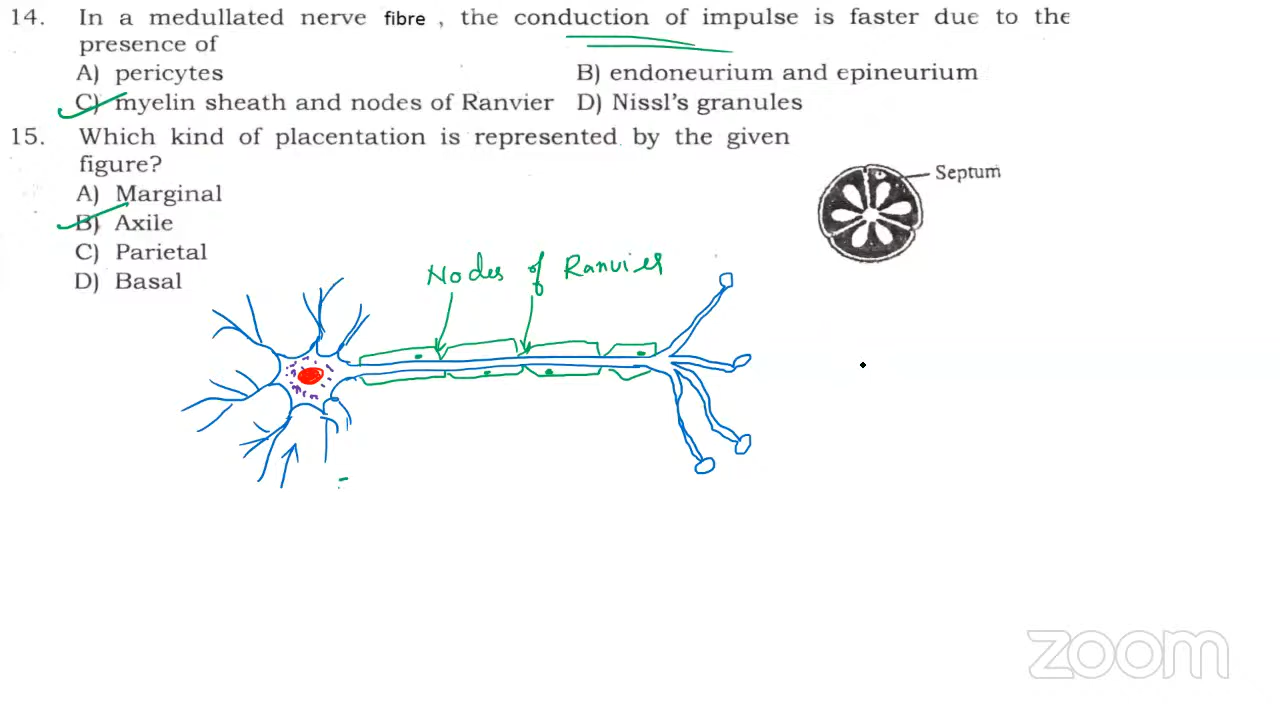 14. In a medullated nerve fibre , the conduction of impulse is faster due to the
presence of
A) pericytes B) endoneurium and epineurium
C) myelin sheath and nodes of Ranvier D) Nissl's granules
15. Which kind of placentation is represented by the given
figure?
Septum
A) Marginal
B) Axile
C) Parietal
D) Basal
Nodes of Ranvier
zoom